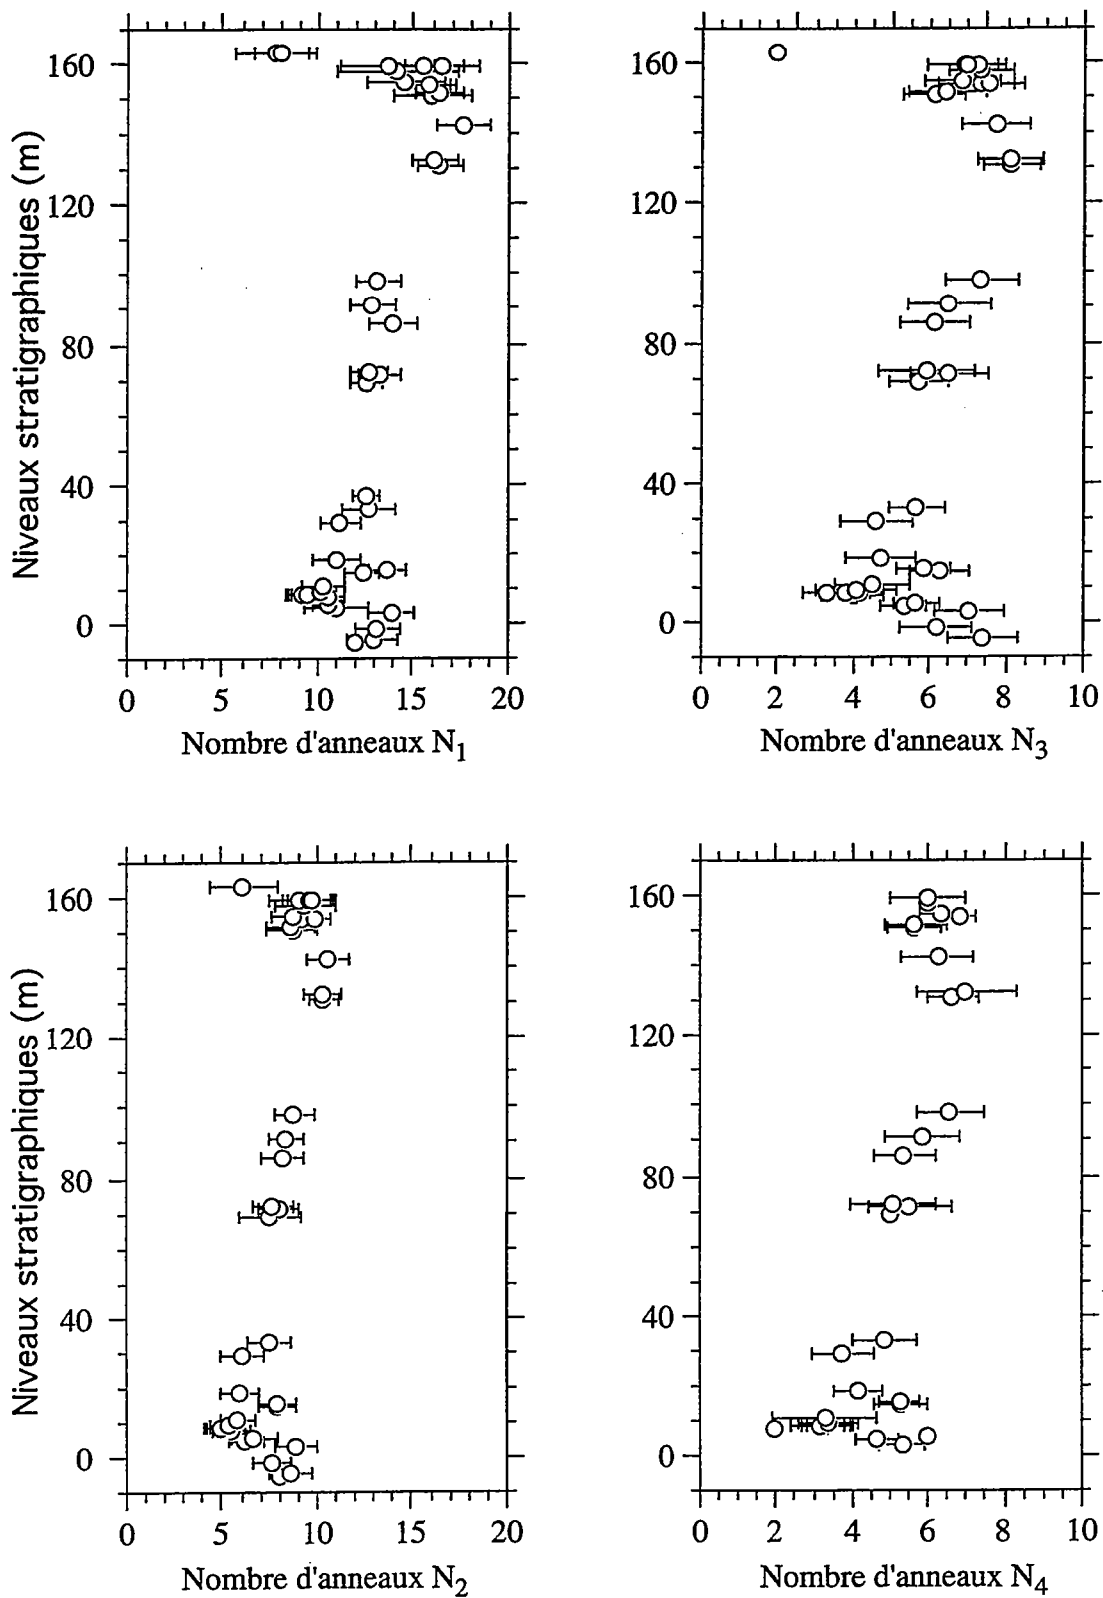 Niveaux stratigraphiques (m)
160
120
80
40
0
0 5 10 15 20
Nombre d'anneaux N1
160
120
80
40
0
0 2 4 6 8 10
Nombre d'anneaux N3
Niveaux stratigraphiques (m)
160
120
80
40
0
0 5 10 15 20
Nombre d'anneaux N2
160
120
80
40
0
0 2 4 6 8 10
Nombre d'anneaux N4